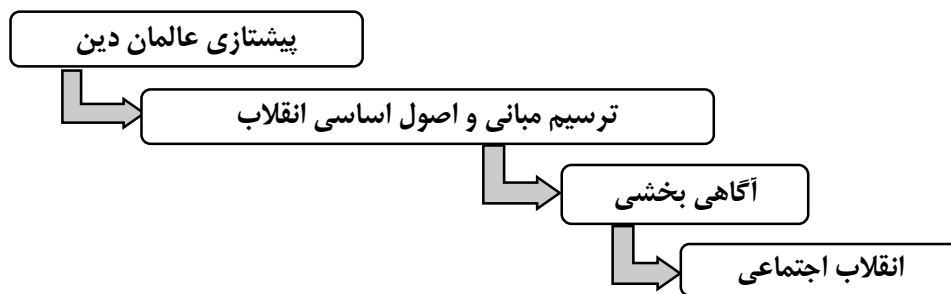 پیشتازی عالمان دین
ترسیم مبانی و اصول اساسی انقلاب
آگاهی بخشی
انقلاب اجتماعی